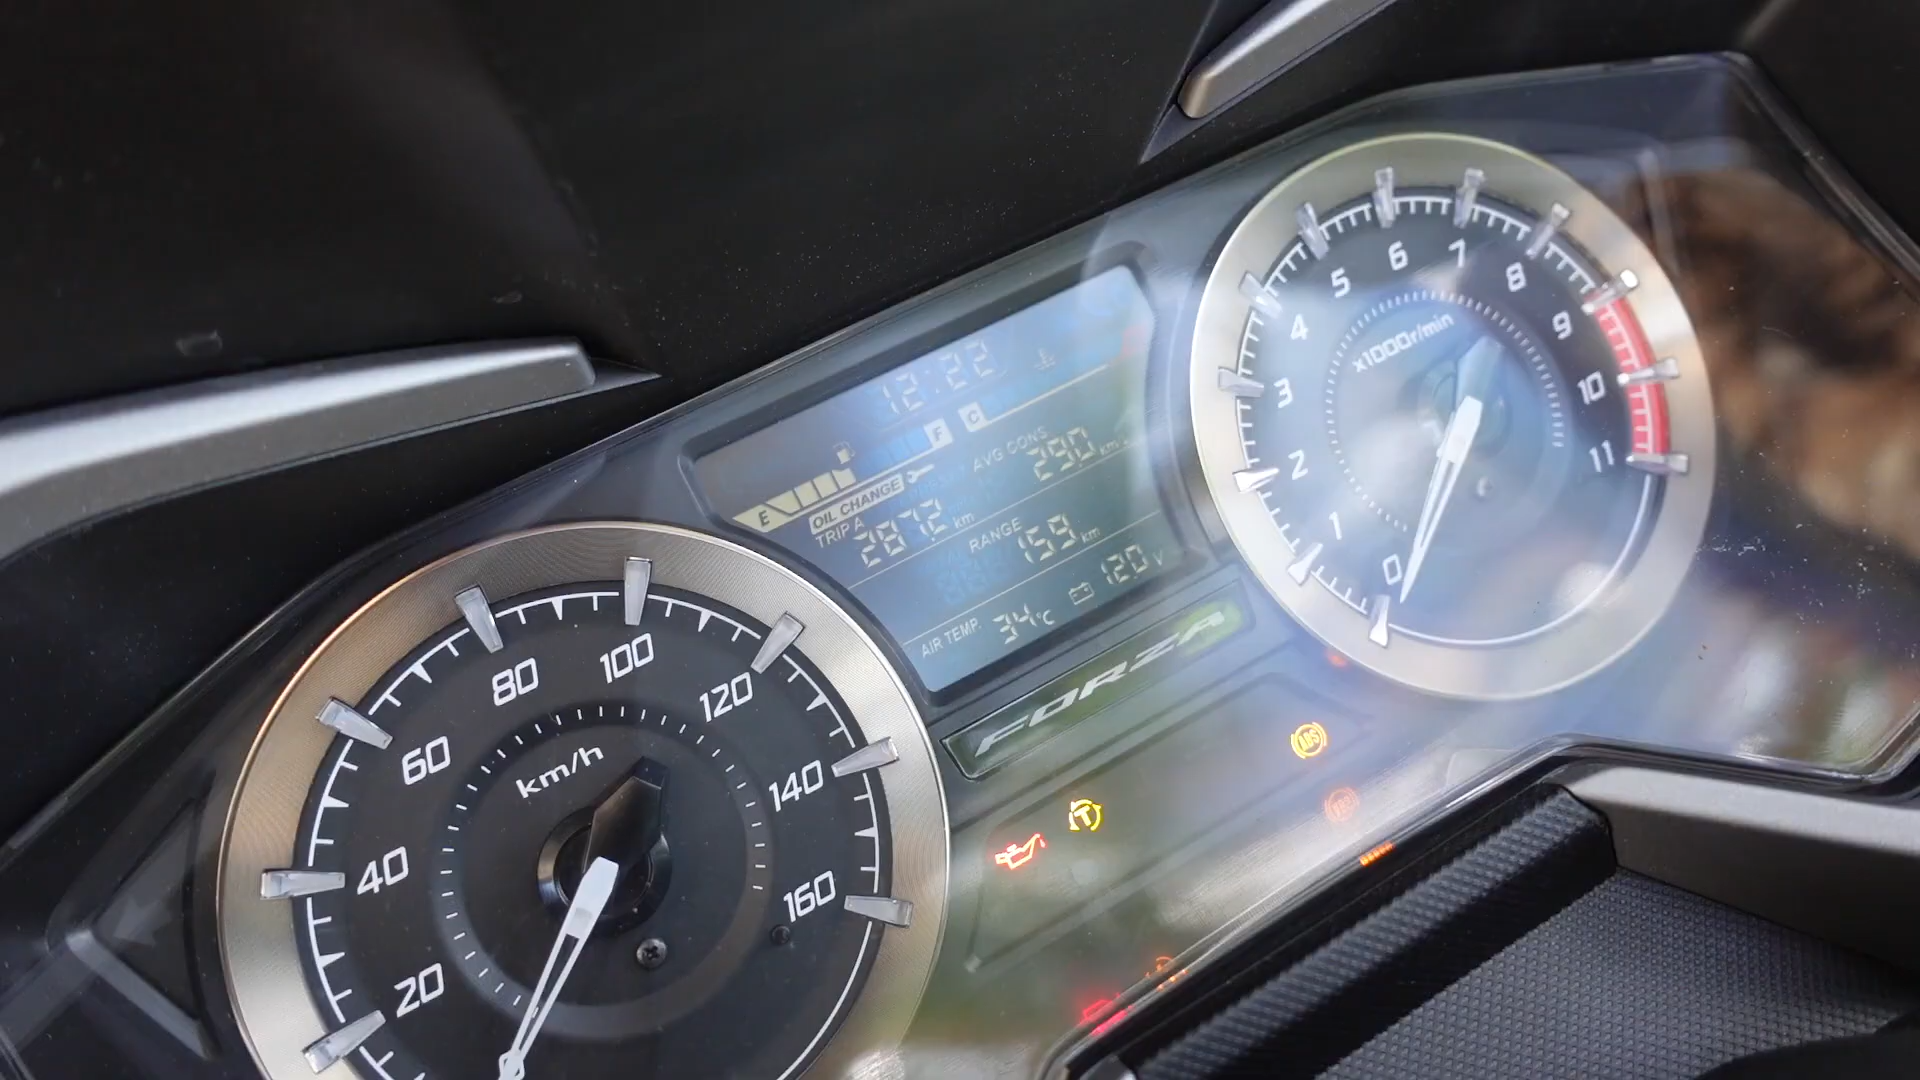 12:22
E
F
C
OIL CHANGE
AVG CONS.
29.0
TRIP A
287.2 km
RANGE
159 km
AIR TEMP.
34°C
12.0 V
FORZA
ABS
T
km/h
20
40
60
80
100
120
140
160
x1000r/min
0
1
2
3
4
5
6
7
8
9
10
11